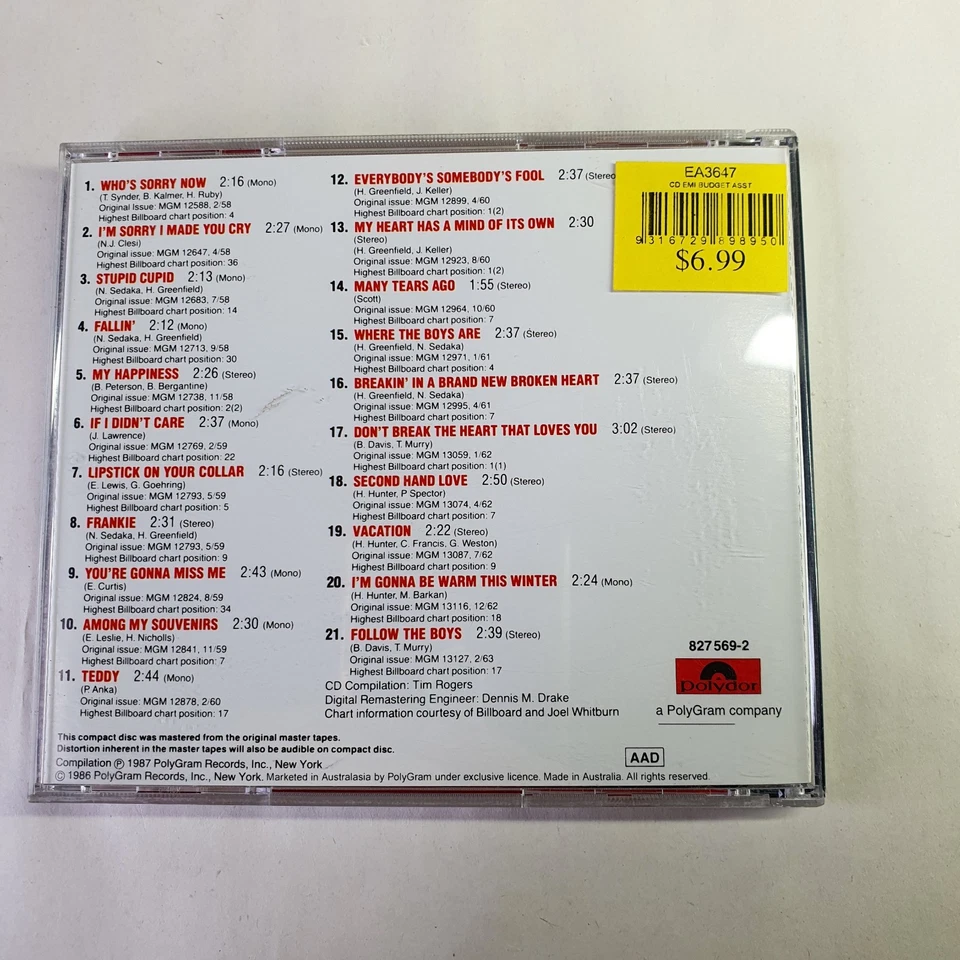 1. WHO'S SORRY NOW 2:16 (Mono)
(T. Synder, B. Kalmer, H. Ruby)
Original Issue: MGM 12588, 2/58
Highest Billboard chart position: 4
2. I'M SORRY I MADE YOU CRY 2:27 (Mono)
(N.J. Clesi)
Original issue: MGM 12647, 4/58
Highest Billboard chart position: 36
3. STUPID CUPID 2:13 (Mono)
(N. Sedaka, H. Greenfield)
Original issue: MGM 12683, 7/58
Highest Billboard chart position: 14
4. FALLIN' 2:12 (Mono)
(N. Sedaka, H. Greenfield)
Original issue: MGM 12713, 9/58
Highest Billboard chart position: 30
5. MY HAPPINESS 2:26 (Stereo)
(B. Peterson, B. Bergantine)
Original issue: MGM 12738, 11/58
Highest Billboard chart position: 2(2)
6. IF I DIDN'T CARE 2:37 (Mono)
(J. Lawrence)
Original issue: MGM 12769, 2/59
Highest Billboard chart position: 22
7. LIPSTICK ON YOUR COLLAR 2:16 (Stereo)
(E. Lewis, G. Goehring)
Original issue: MGM 12793, 5/59
Highest Billboard chart position: 5
8. FRANKIE 2:31 (Stereo)
(N. Sedaka, H. Greenfield)
Original issue: MGM 12793, 5/59
Highest Billboard chart position: 9
9. YOU'RE GONNA MISS ME 2:43 (Mono)
(E. Curtis)
Original issue: MGM 12824, 8/59
Highest Billboard chart position: 34
10. AMONG MY SOUVENIRS 2:30 (Mono)
(E. Leslie, H. Nicholls)
Original issue: MGM 12841, 11/59
Highest Billboard chart position: 7
11. TEDDY 2:44 (Mono)
(P. Anka)
Original issue: MGM 12878, 2/60
Highest Billboard chart position: 17
12. EVERYBODY'S SOMEBODY'S FOOL 2:37 (Stereo
(H. Greenfield, J. Keller)
Original issue: MGM 12899, 4/60
Highest Billboard chart position: 1(2)
13. MY HEART HAS A MIND OF ITS OWN 2:30
(Stereo)
(H. Greenfield, J. Keller)
Original issue: MGM 12923, 8/60
Highest Billboard chart position: 1(2)
14. MANY TEARS AGO 1:55 (Stereo)
(Scott)
Original issue: MGM 12964, 10/60
Highest Billboard chart position: 7
15. WHERE THE BOYS ARE 2:37 (Stereo)
(H. Greenfield, N. Sedaka)
Original issue: MGM 12971, 1/61
Highest Billboard chart position: 4
16. BREAKIN' IN A BRAND NEW BROKEN HEART 2:37 (Stereo)
(H. Greenfield, N. Sedaka)
Original issue: MGM 12995, 4/61
Highest Billboard chart position: 7
17. DON'T BREAK THE HEART THAT LOVES YOU 3:02 (Stereo)
(B. Davis, T. Murry)
Original issue: MGM 13059, 1/62
Highest Billboard chart position: 1(1)
18. SECOND HAND LOVE 2:50 (Stereo)
(H. Hunter, P. Spector)
Original issue: MGM 13074, 4/62
Highest Billboard chart position: 7
19. VACATION 2:22 (Stereo)
(H. Hunter, C. Francis, G. Weston)
Original issue: MGM 13087, 7/62
Highest Billboard chart position: 9
20. I'M GONNA BE WARM THIS WINTER 2:24 (Mono)
(H. Hunter, M. Barkan)
Original issue: MGM 13116, 12/62
Highest Billboard chart position: 18
21. FOLLOW THE BOYS 2:39 (Stereo)
(B. Davis, T. Murry)
Original issue: MGM 13127, 2/63
Highest Billboard chart position: 17
CD Compilation: Tim Rogers
Digital Remastering Engineer: Dennis M. Drake
Chart information courtesy of Billboard and Joel Whitburn
EA3647
CD EMI BUDGET ASST
9 316729 898950
$6.99
827 569-2
Polydor
a PolyGram company
This compact disc was mastered from the original master tapes.
Distortion inherent in the master tapes will also be audible on compact disc.
AAD
Compilation Ⓟ 1987 PolyGram Records, Inc., New York
© 1986 PolyGram Records, Inc., New York. Marketed in Australasia by PolyGram under exclusive licence. Made in Australia. All rights reserved.